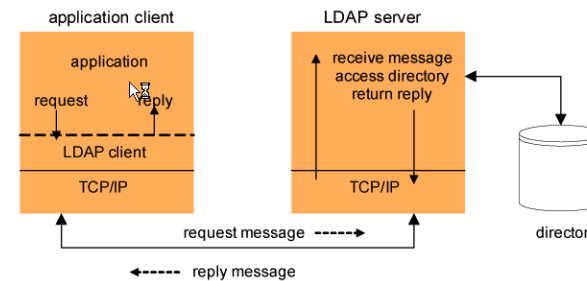 application client
LDAP server
application
request
reply
LDAP client
TCP/IP
receive message
access directory
return reply
TCP/IP
request message
reply message